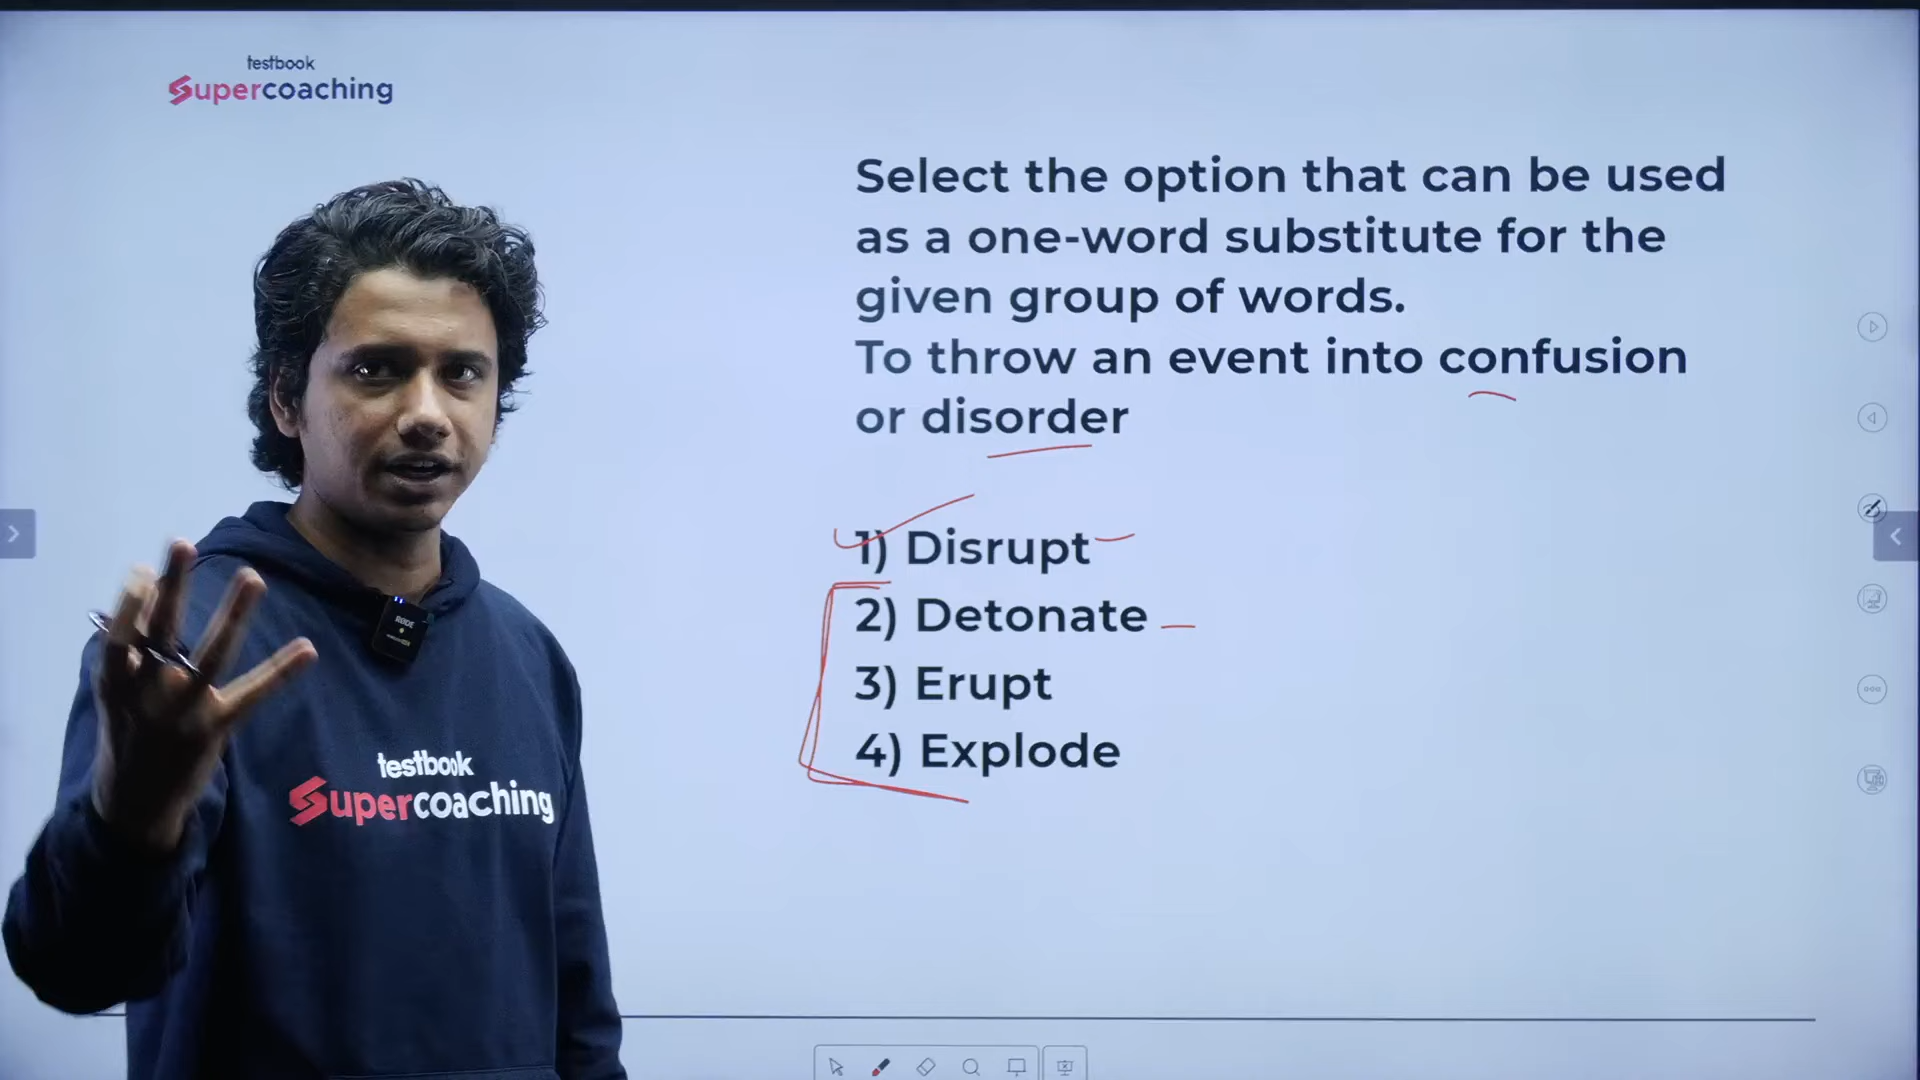 testbook
Supercoaching
Select the option that can be used
as a one-word substitute for the
given group of words.
To throw an event into confusion
or disorder
1) Disrupt
2) Detonate
3) Erupt
4) Explode
RØDE
testbook
Supercoaching